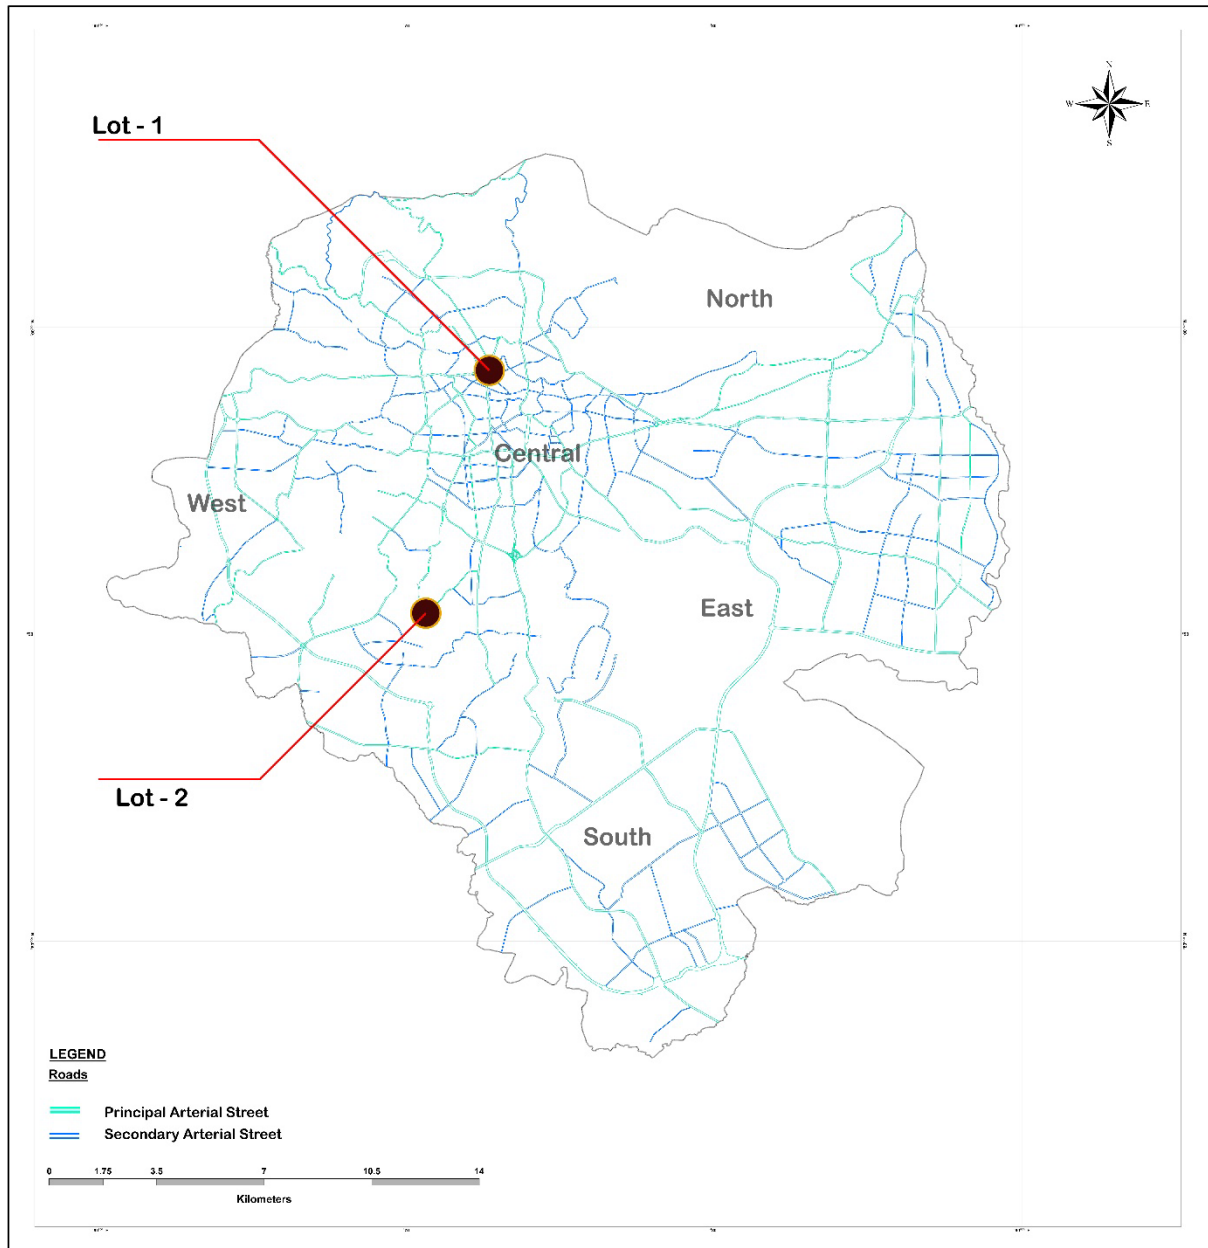 N
W E
S
Lot - 1
North
Central
West
East
Lot - 2
South
LEGEND
Roads
Principal Arterial Street
Secondary Arterial Street
0 1.75 3.5 7 10.5 14
Kilometers